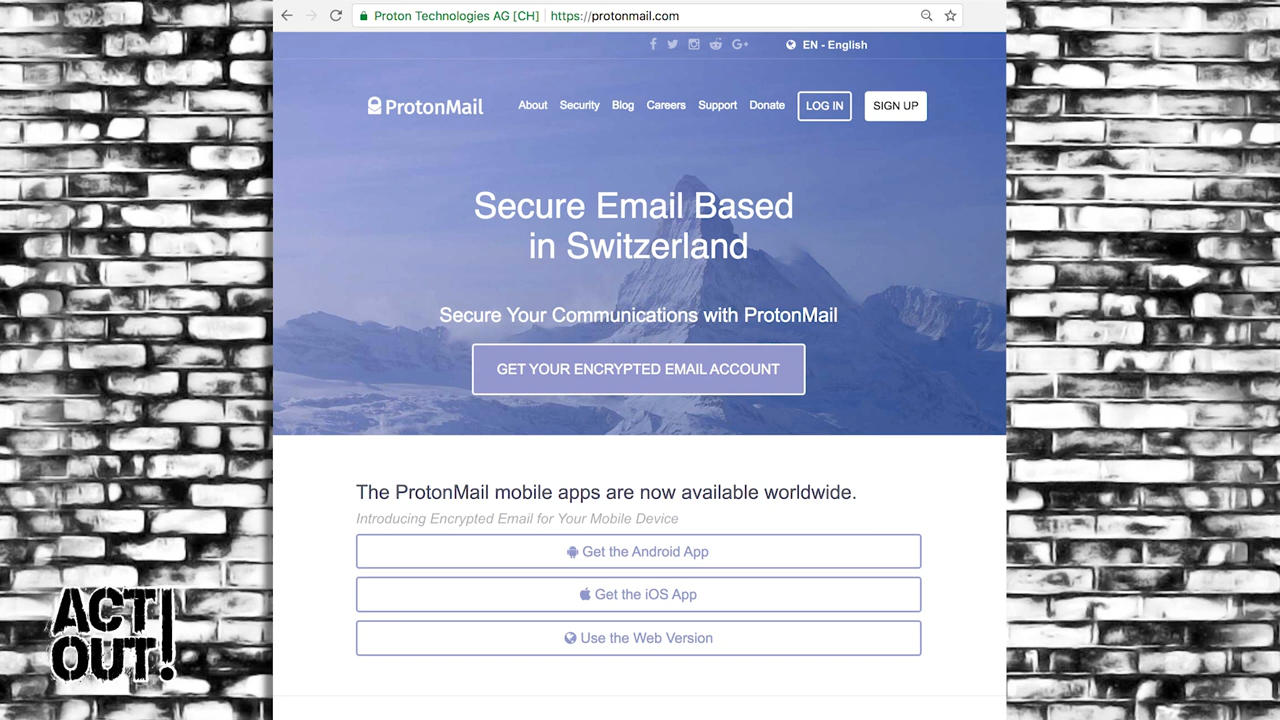 Proton Technologies AG [CH] https://protonmail.com
EN - English
ProtonMail About Security Blog Careers Support Donate LOG IN SIGN UP
Secure Email Based
in Switzerland
Secure Your Communications with ProtonMail
GET YOUR ENCRYPTED EMAIL ACCOUNT
The ProtonMail mobile apps are now available worldwide.
Introducing Encrypted Email for Your Mobile Device
Get the Android App
Get the iOS App
Use the Web Version
ACT
OUT!